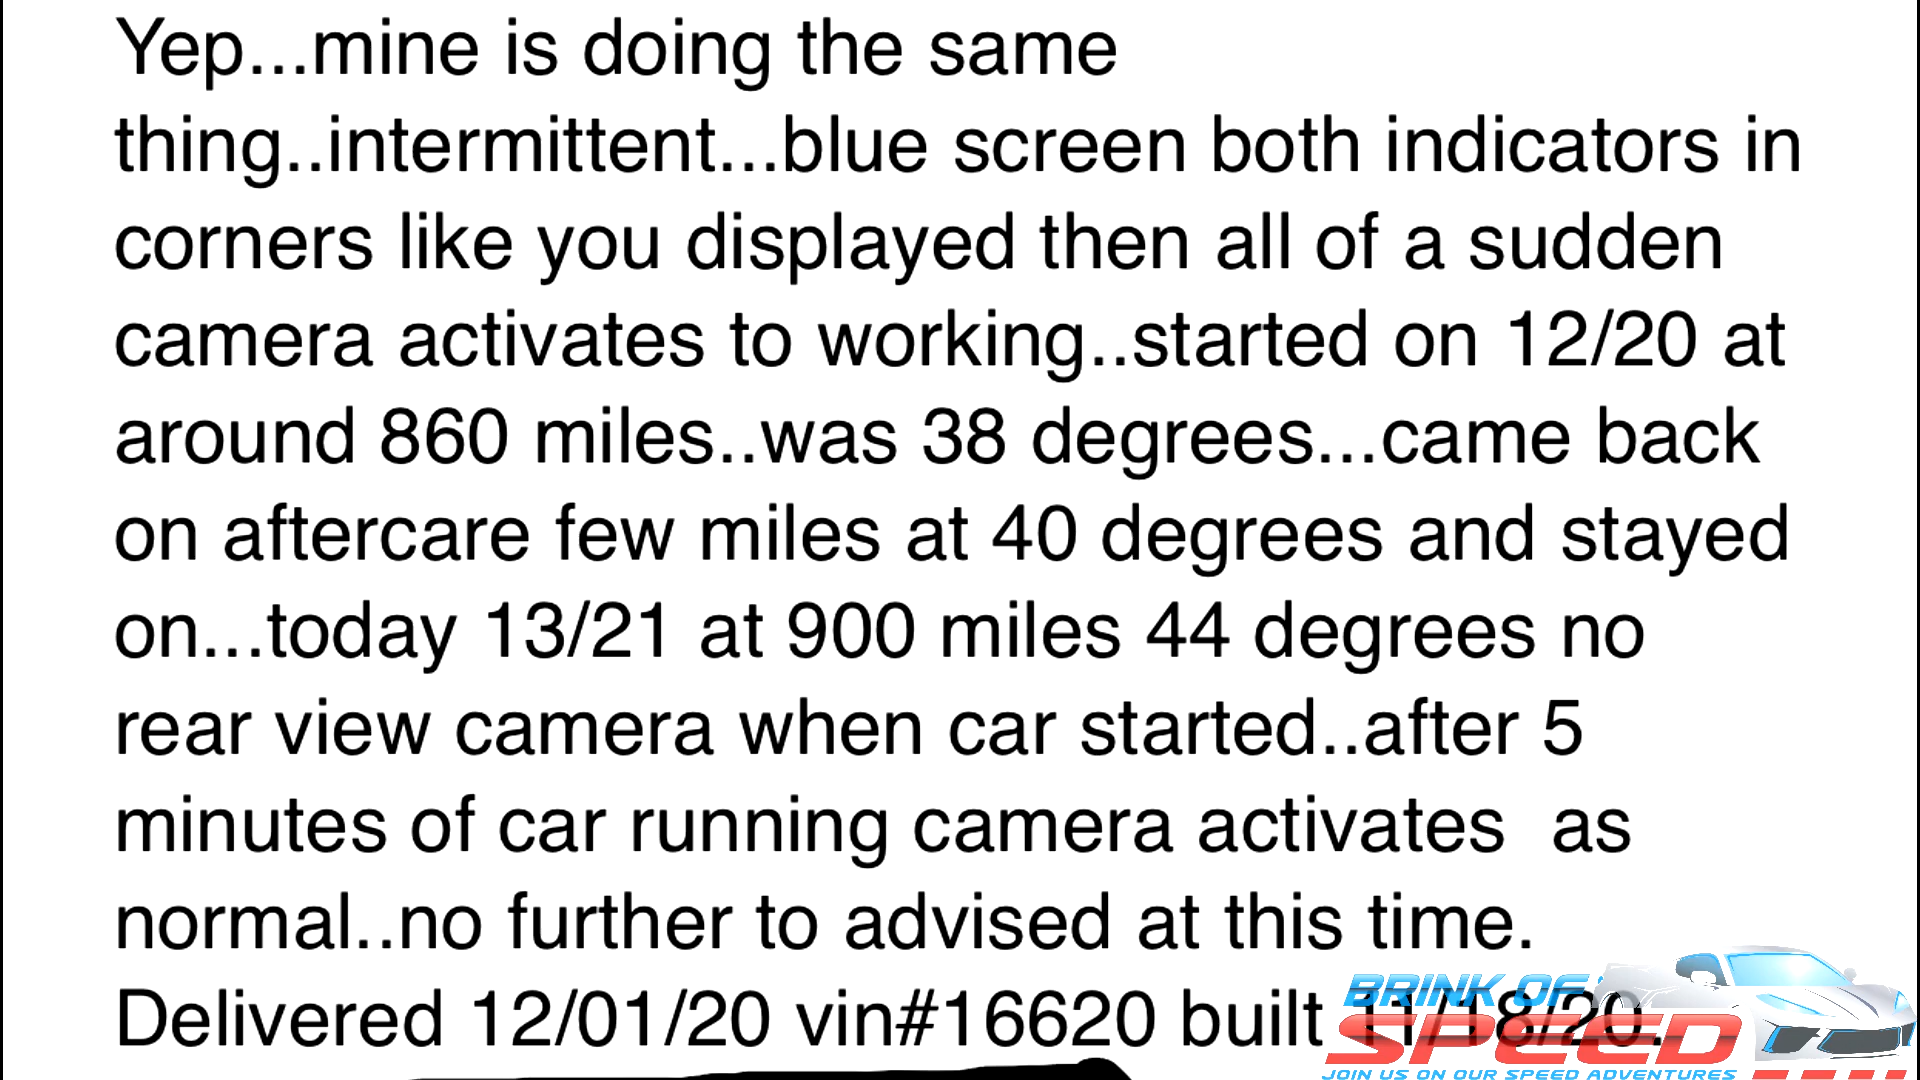 Yep...mine is doing the same
thing..intermittent...blue screen both indicators in
corners like you displayed then all of a sudden
camera activates to working..started on 12/20 at
around 860 miles..was 38 degrees...came back
on aftercare few miles at 40 degrees and stayed
on...today 13/21 at 900 miles 44 degrees no
rear view camera when car started..after 5
minutes of car running camera activates  as
normal..no further to advised at this time.
Delivered 12/01/20 vin#16620 built 11/18/20.
BRINK OF
SPEED
JOIN US ON OUR SPEED ADVENTURES